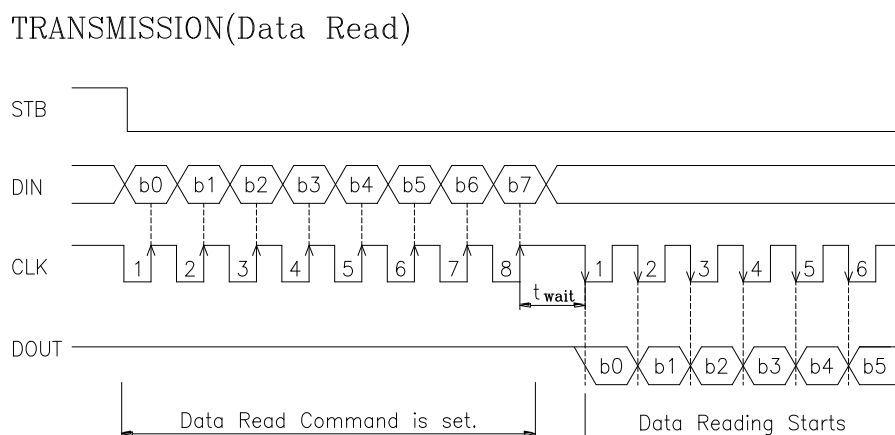 TRANSMISSION(Data Read)
STB
DIN b0 b1 b2 b3 b4 b5 b6 b7
CLK 1 2 3 4 5 6 7 8 1 2 3 4 5 6
t wait
DOUT b0 b1 b2 b3 b4 b5
Data Read Command is set. Data Reading Starts